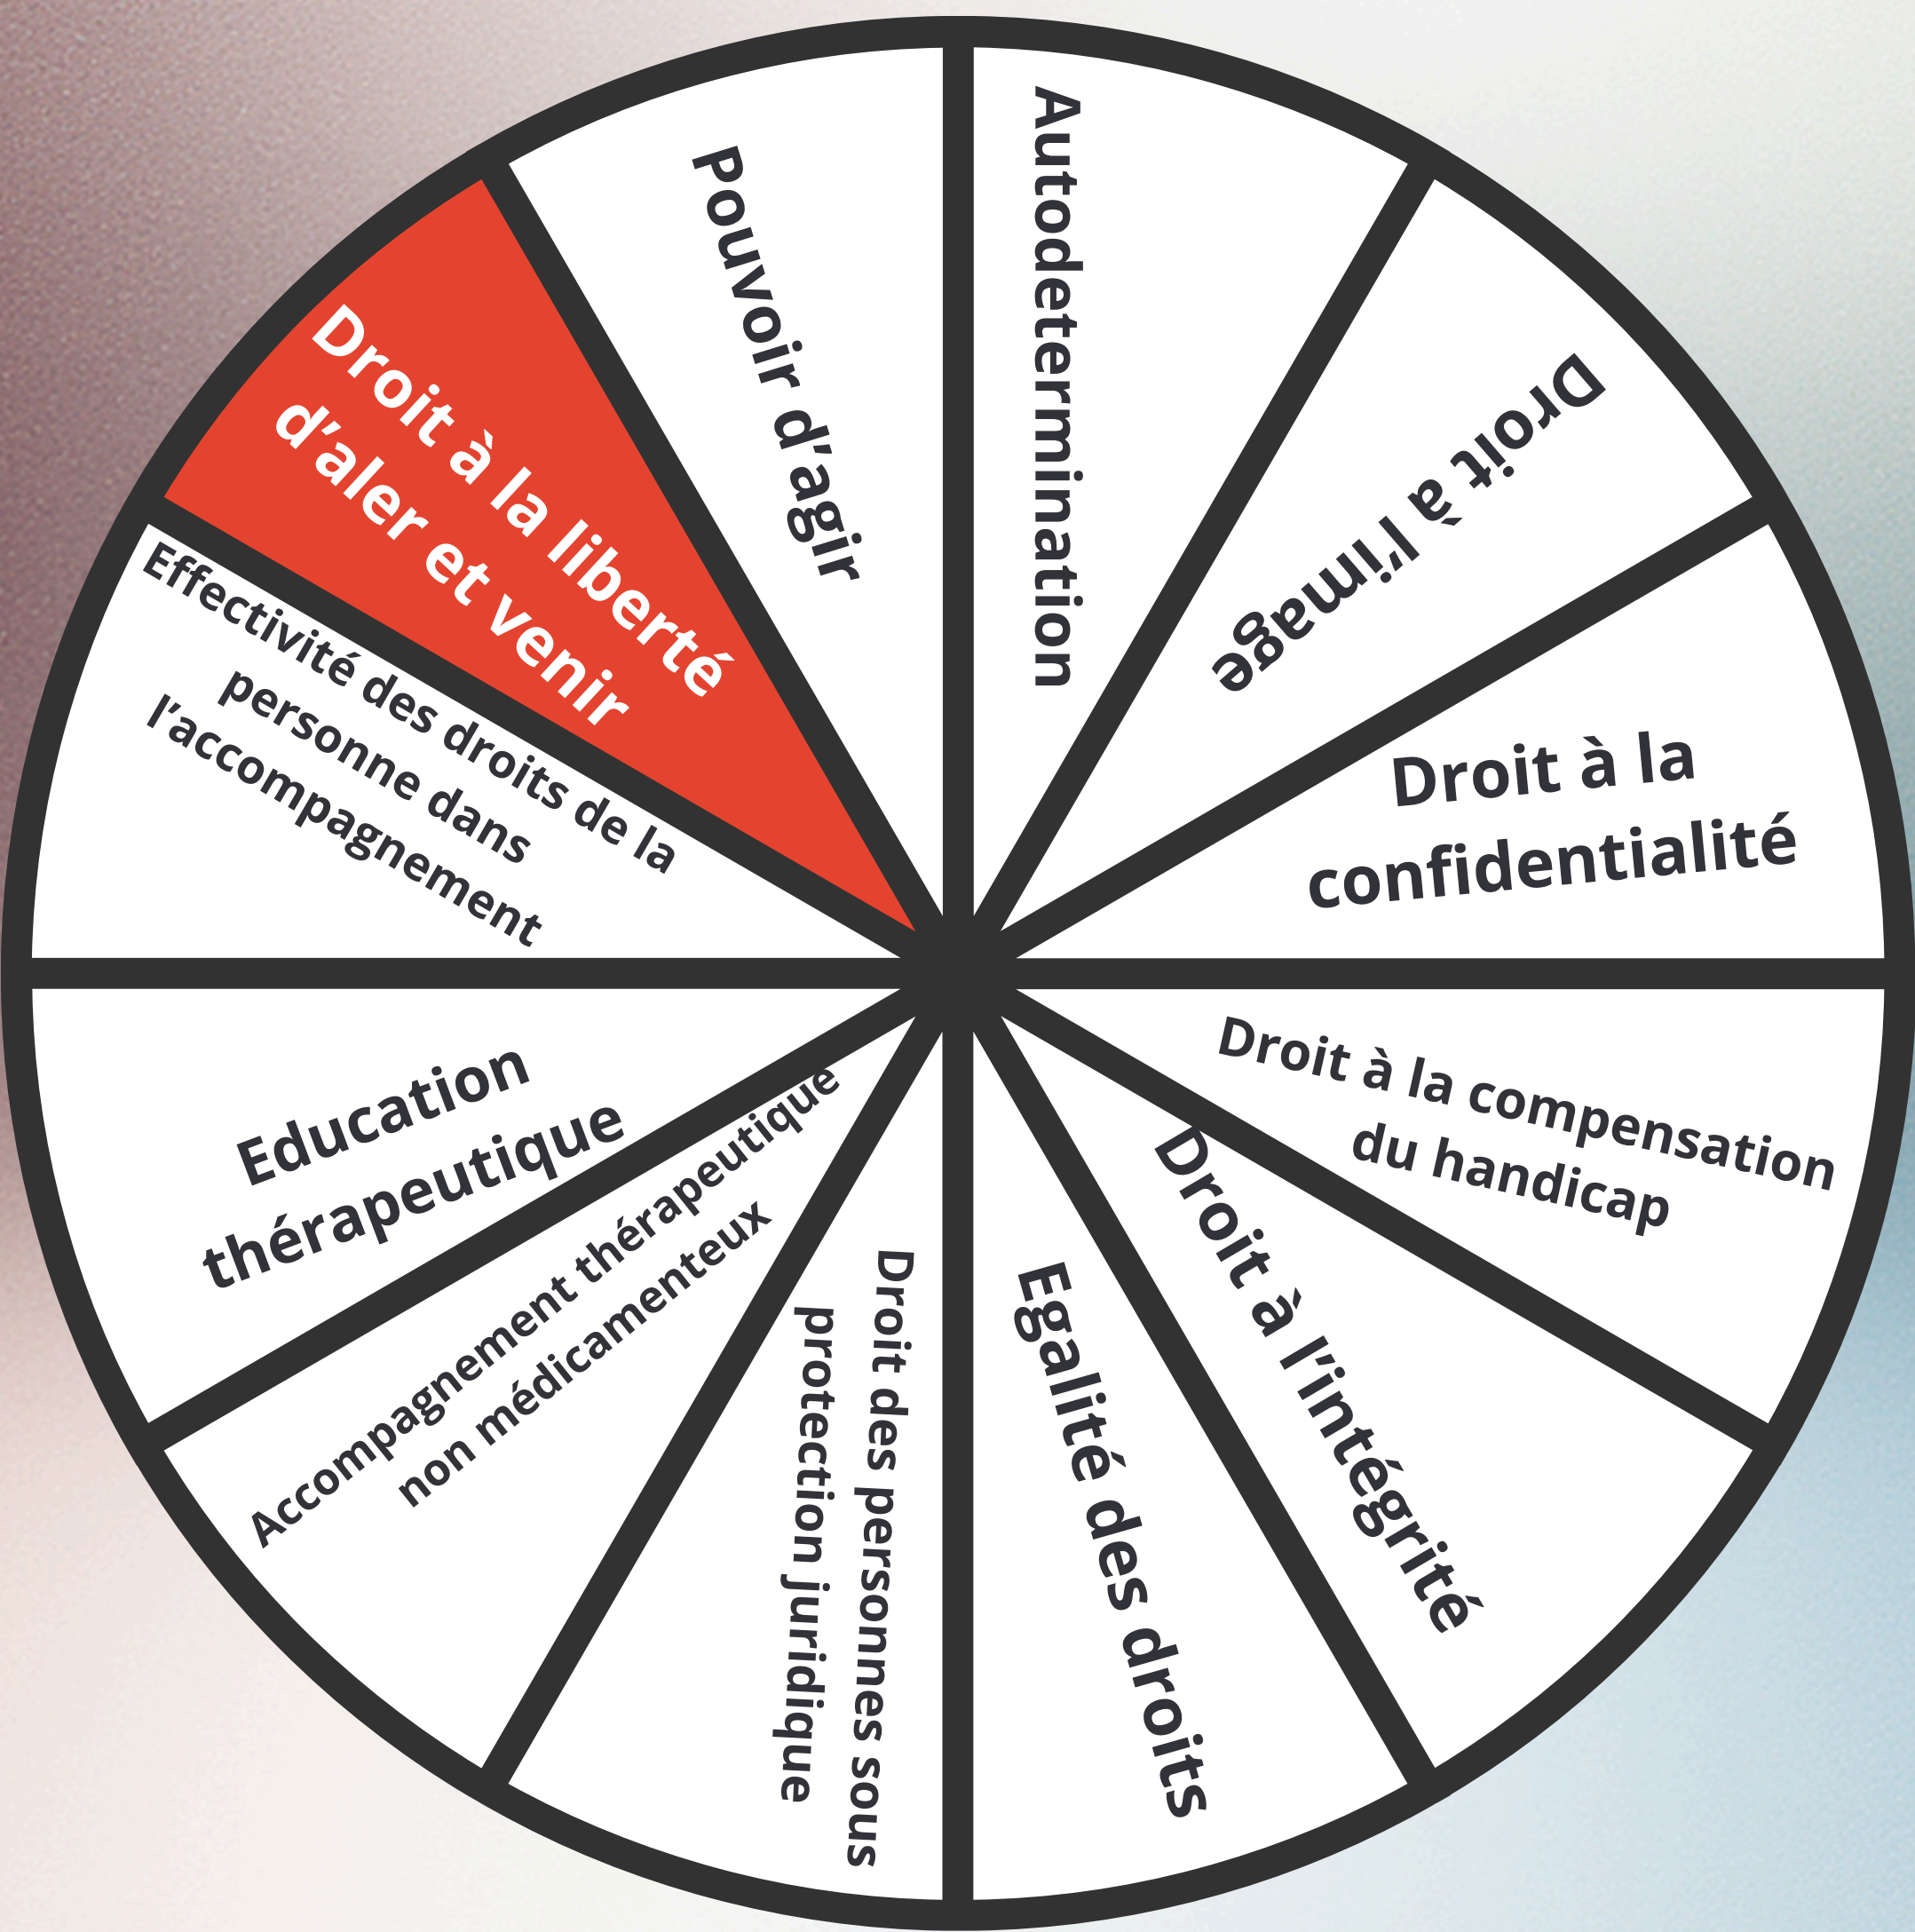 Autodetermination
Droit à l'image
Droit à la
confidentialité
Droit à la compensation
du handicap
Droit à l'intégrité
Egalité des droits
Droit des personnes sous
protection juridique
Accompagnement thérapeutique
non médicamenteux
Education
thérapeutique
Effectivité des droits de la
personne dans
l'accompagnement
Droit à la liberté
d'aler et venir
Pouvoir d'agir